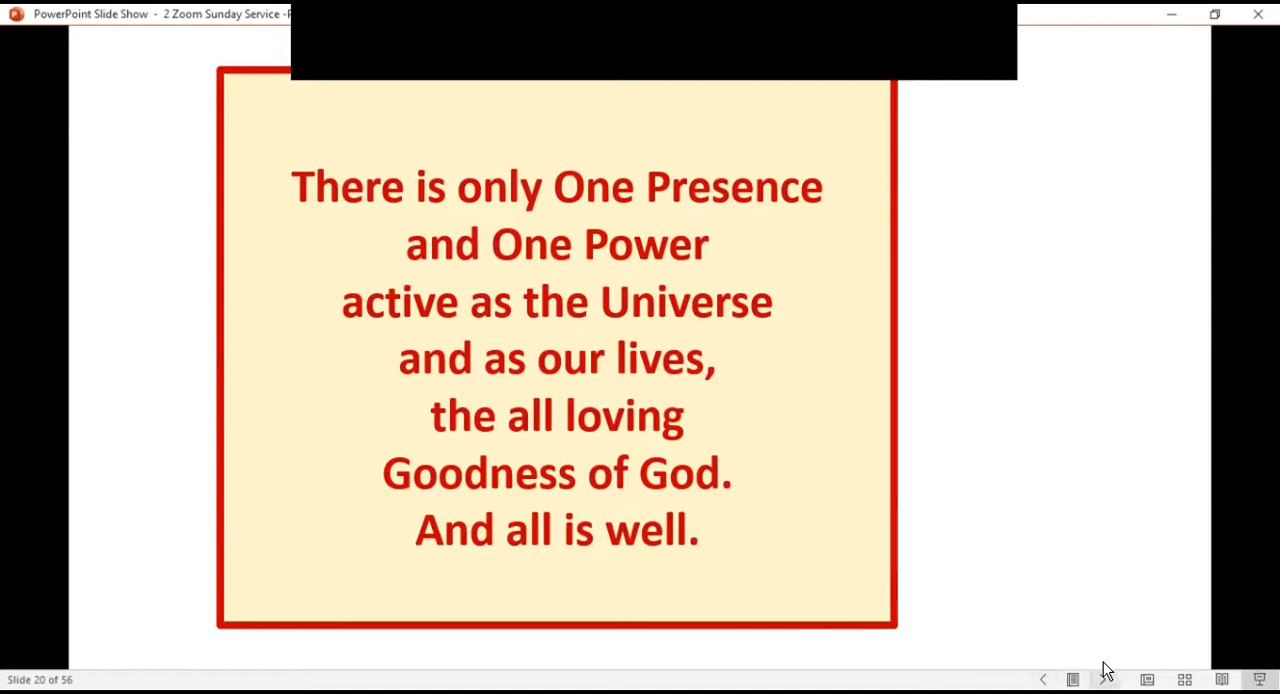 PowerPoint Slide Show - 2 Zoom Sunday Service
There is only One Presence
and One Power
active as the Universe
and as our lives,
the all loving
Goodness of God.
And all is well.
Slide 20 of 56